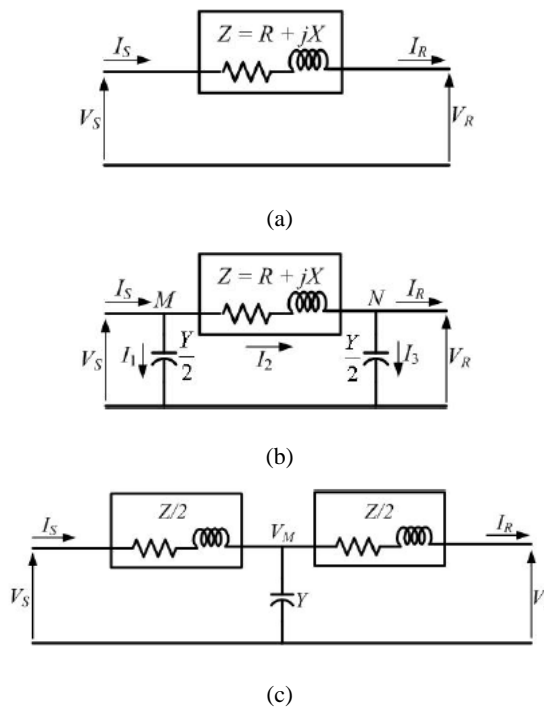 I_S
Z = R + jX
I_R
V_S
V_R
(a)
I_S
M
Z = R + jX
N
I_R
V_S
I_1
Y/2
I_2
Y/2
I_3
V_R
(b)
I_S
Z/2
V_M
Z/2
I_R
V_S
Y
V
(c)